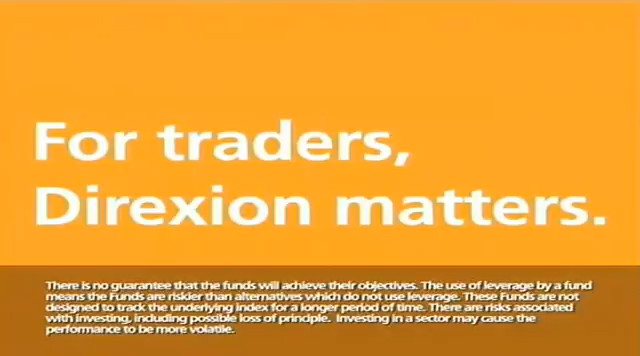 For traders,
Direxion matters.
There is no guarantee that the funds will achieve their objectives. The use of leverage by a fund
means the Funds are riskier than alternatives which do not use leverage. These Funds are not
designed to track the underlying index for a longer period of time. There are risks associated
with investing, including possible loss of principle. Investing in a sector may cause the
performance to be more volatile.